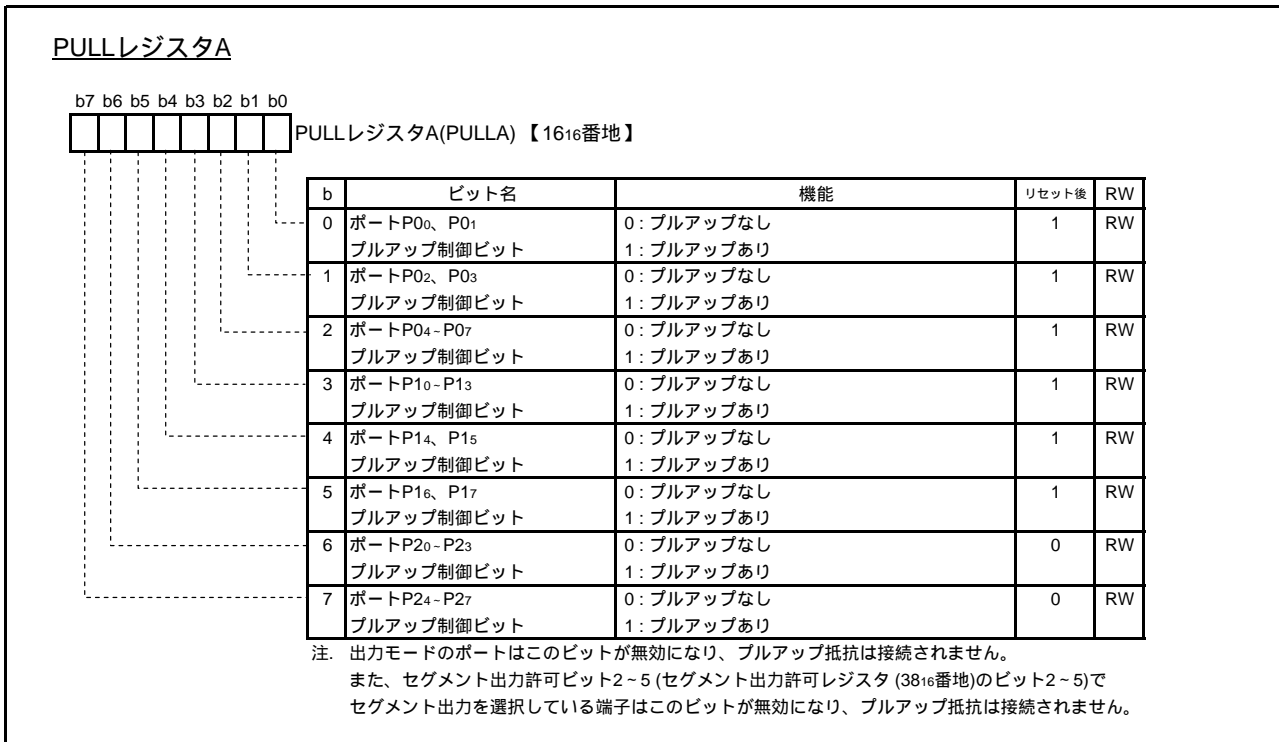 PULLレジスタA
b7 b6 b5 b4 b3 b2 b1 b0
PULLレジスタA(PULLA)【1616番地】
b ビット名 機能 リセット後 RW
0 ポートP00、P01 0 : プルアップなし 1 RW
プルアップ制御ビット 1 : プルアップあり
1 ポートP02、P03 0 : プルアップなし 1 RW
プルアップ制御ビット 1 : プルアップあり
2 ポートP04~P07 0 : プルアップなし 1 RW
プルアップ制御ビット 1 : プルアップあり
3 ポートP10~P13 0 : プルアップなし 1 RW
プルアップ制御ビット 1 : プルアップあり
4 ポートP14、P15 0 : プルアップなし 1 RW
プルアップ制御ビット 1 : プルアップあり
5 ポートP16、P17 0 : プルアップなし 1 RW
プルアップ制御ビット 1 : プルアップあり
6 ポートP20~P23 0 : プルアップなし 0 RW
プルアップ制御ビット 1 : プルアップあり
7 ポートP24~P27 0 : プルアップなし 0 RW
プルアップ制御ビット 1 : プルアップあり
注. 出力モードのポートはこのビットが無効になり、プルアップ抵抗は接続されません。
また、セグメント出力許可ビット2~5 (セグメント出力許可レジスタ (3816番地)のビット2~5)で
セグメント出力を選択している端子はこのビットが無効になり、プルアップ抵抗は接続されません。